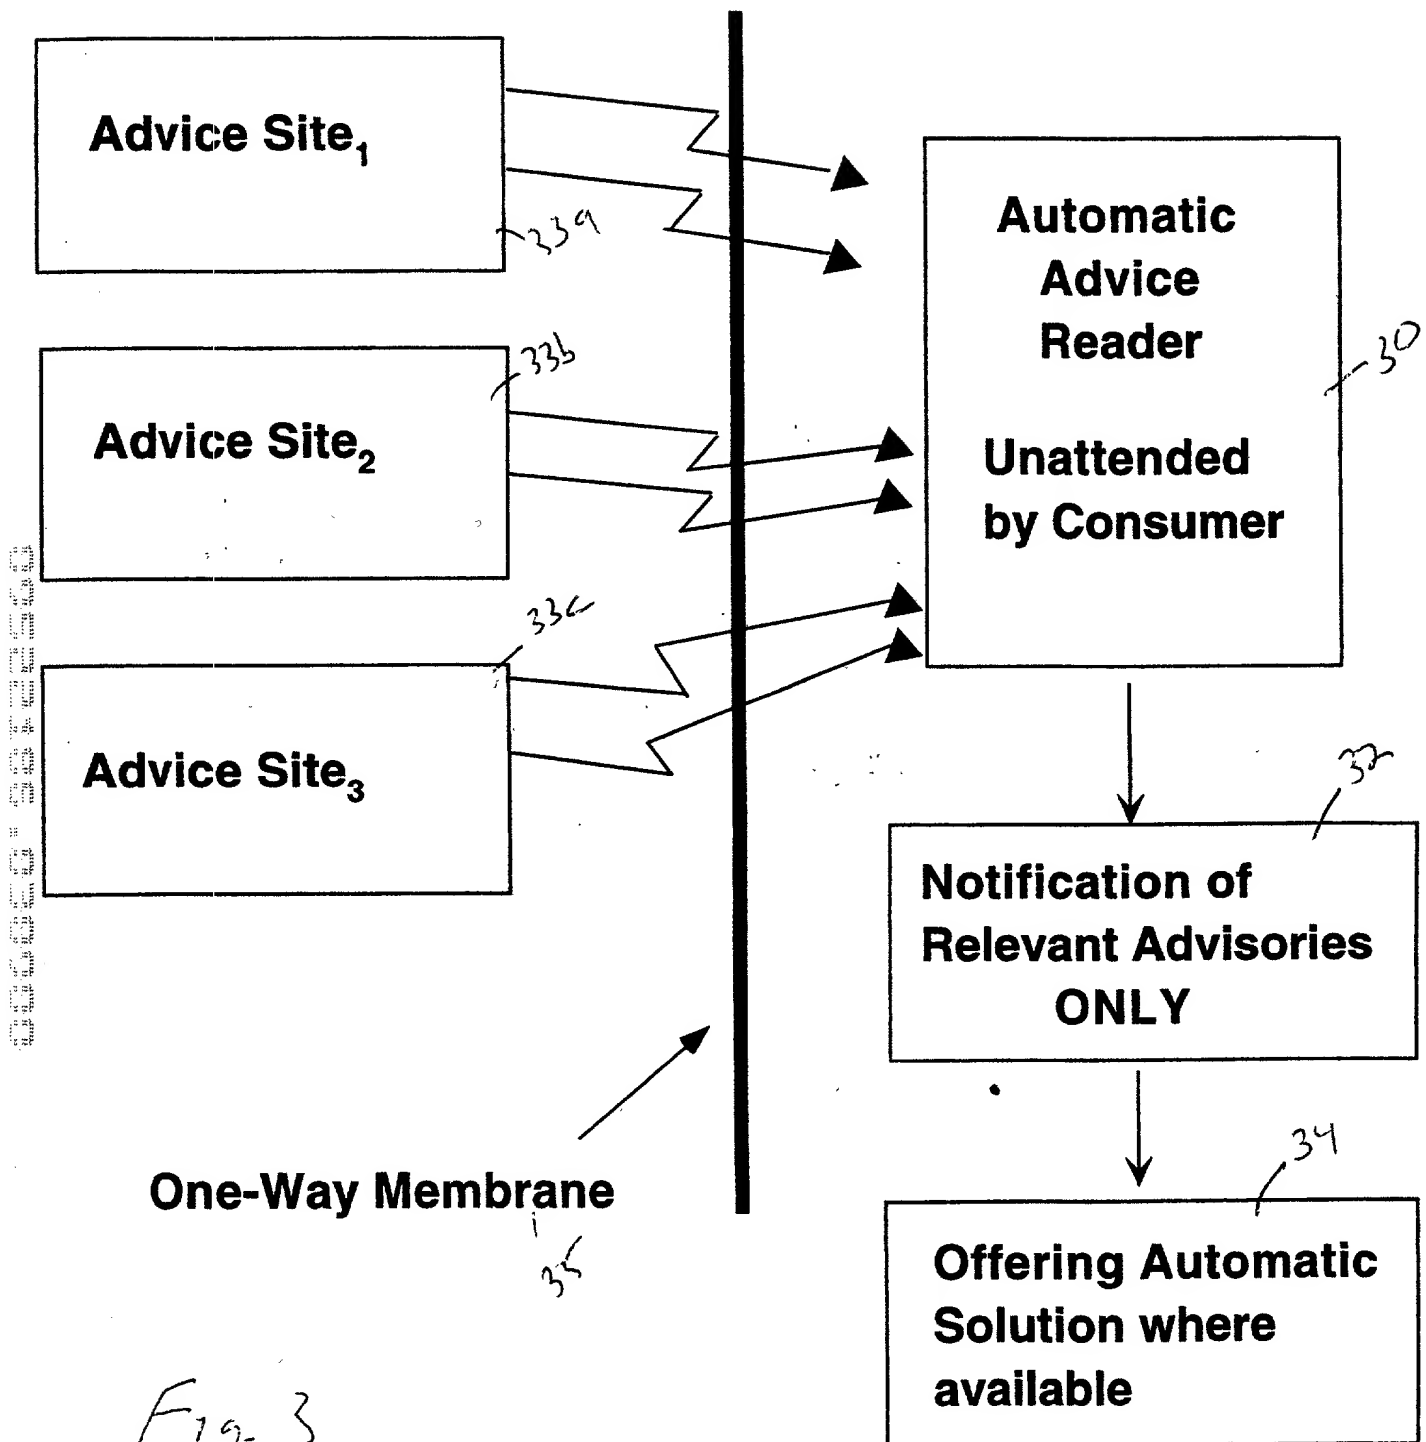 Advice Site1
33a
Advice Site2
33b
Advice Site3
33c
One-Way Membrane
35
Automatic
Advice
Reader
Unattended
by Consumer
30
Notification of
Relevant Advisories
ONLY
32
Offering Automatic
Solution where
available
34
Fig. 3